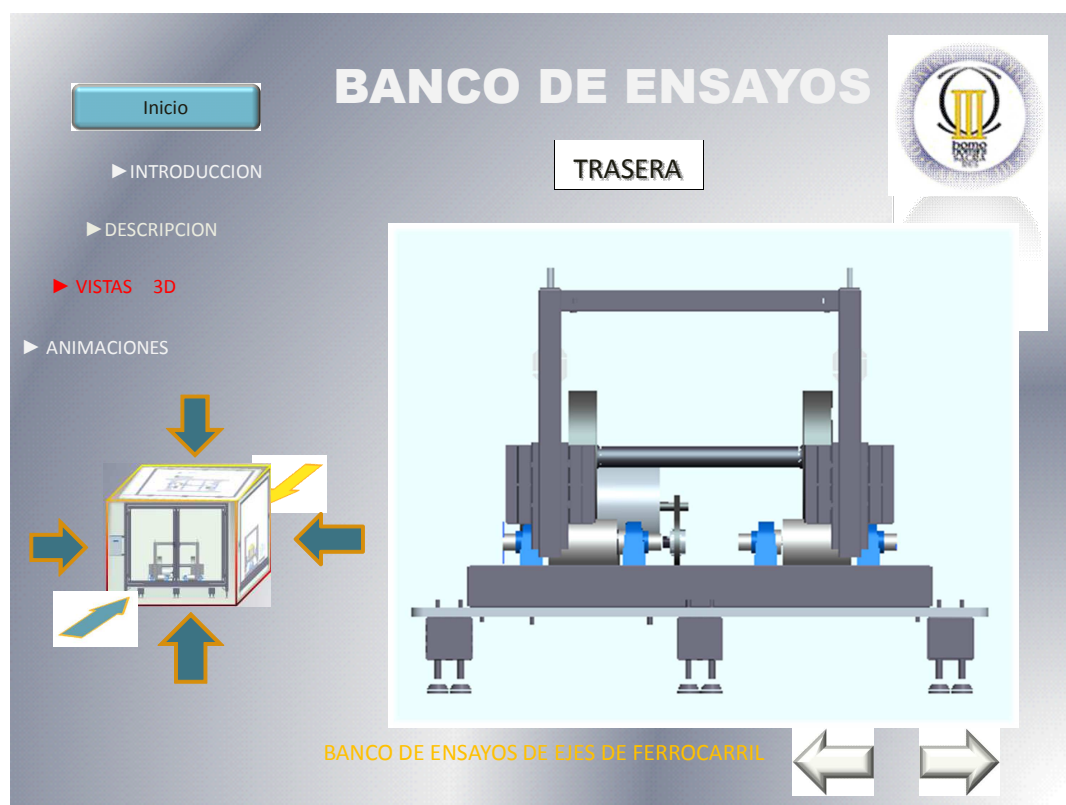 BANCO DE ENSAYOS
Inicio
TRASERA
►INTRODUCCION
►DESCRIPCION
► VISTAS 3D
► ANIMACIONES
BANCO DE ENSAYOS DE EJES DE FERROCARRIL